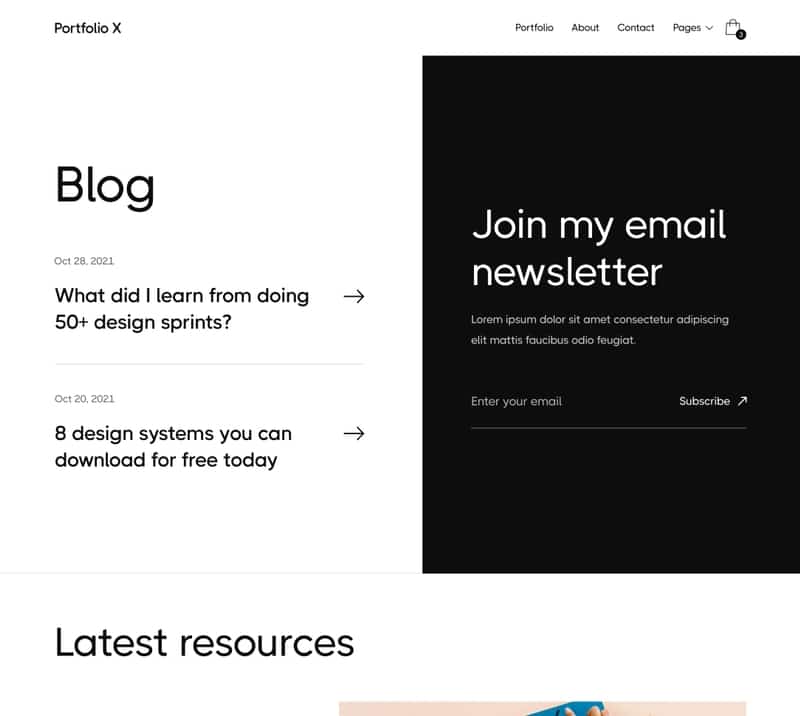 Portfolio X
Portfolio About Contact Pages
Blog
Oct 28, 2021
What did I learn from doing
50+ design sprints?
Oct 20, 2021
8 design systems you can
download for free today
Join my email
newsletter
Lorem ipsum dolor sit amet consectetur adipiscing
elit mattis faucibus odio feugiat.
Enter your email Subscribe
Latest resources